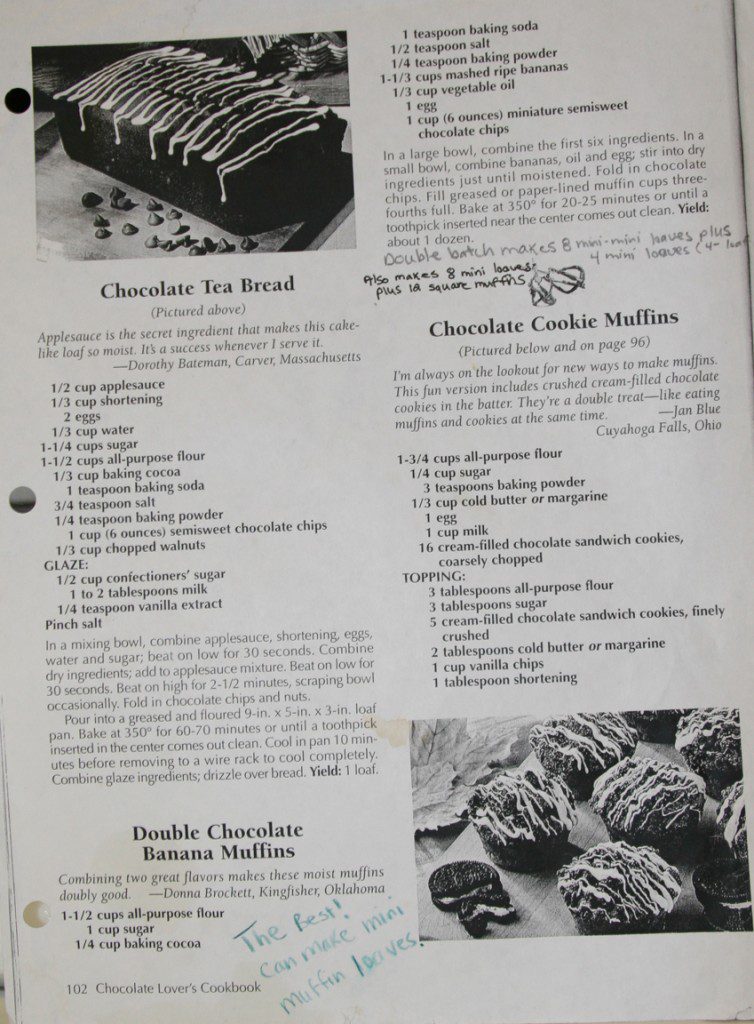 Chocolate Tea Bread
(Pictured above)
Applesauce is the secret ingredient that makes this cake-
like loaf so moist. It's a success whenever I serve it.
—Dorothy Bateman, Carver, Massachusetts
1/2 cup applesauce
1/3 cup shortening
2 eggs
1/3 cup water
1-1/4 cups sugar
1-1/2 cups all-purpose flour
1/3 cup baking cocoa
1 teaspoon baking soda
3/4 teaspoon salt
1/4 teaspoon baking powder
1 cup (6 ounces) semisweet chocolate chips
1/3 cup chopped walnuts
GLAZE:
1/2 cup confectioners' sugar
1 to 2 tablespoons milk
1/4 teaspoon vanilla extract
Pinch salt
In a mixing bowl, combine applesauce, shortening, eggs,
water and sugar; beat on low for 30 seconds. Combine
dry ingredients; add to applesauce mixture. Beat on low for
30 seconds. Beat on high for 2-1/2 minutes, scraping bowl
occasionally. Fold in chocolate chips and nuts.
Pour into a greased and floured 9-in. x 5-in. x 3-in. loaf
pan. Bake at 350° for 60-70 minutes or until a toothpick
inserted in the center comes out clean. Cool in pan 10 min-
utes before removing to a wire rack to cool completely.
Combine glaze ingredients; drizzle over bread. Yield: 1 loaf.
Double Chocolate
Banana Muffins
Combining two great flavors makes these moist muffins
doubly good. —Donna Brockett, Kingfisher, Oklahoma
1-1/2 cups all-purpose flour
1 cup sugar
1/4 cup baking cocoa
The Best!
Can make mini
muffin loaves.
102 Chocolate Lover's Cookbook
1 teaspoon baking soda
1/2 teaspoon salt
1/4 teaspoon baking powder
1-1/3 cups mashed ripe bananas
1/3 cup vegetable oil
1 egg
1 cup (6 ounces) miniature semisweet
chocolate chips
In a large bowl, combine the first six ingredients. In a
small bowl, combine bananas, oil and egg; stir into dry
ingredients just until moistened. Fold in chocolate
chips. Fill greased or paper-lined muffin cups three-
fourths full. Bake at 350° for 20-25 minutes or until a
toothpick inserted near the center comes out clean. Yield:
about 1 dozen.
Double batch makes 8 mini-mini loaves plus
4 mini loaves (4-
Also makes 8 mini loaves
plus 12 square muffins
Chocolate Cookie Muffins
(Pictured below and on page 96)
I'm always on the lookout for new ways to make muffins.
This fun version includes crushed cream-filled chocolate
cookies in the batter. They're a double treat—like eating
muffins and cookies at the same time. —Jan Blue
Cuyahoga Falls, Ohio
1-3/4 cups all-purpose flour
1/4 cup sugar
3 teaspoons baking powder
1/3 cup cold butter or margarine
1 egg
1 cup milk
16 cream-filled chocolate sandwich cookies,
coarsely chopped
TOPPING:
3 tablespoons all-purpose flour
3 tablespoons sugar
5 cream-filled chocolate sandwich cookies, finely
crushed
2 tablespoons cold butter or margarine
1 cup vanilla chips
1 tablespoon shortening